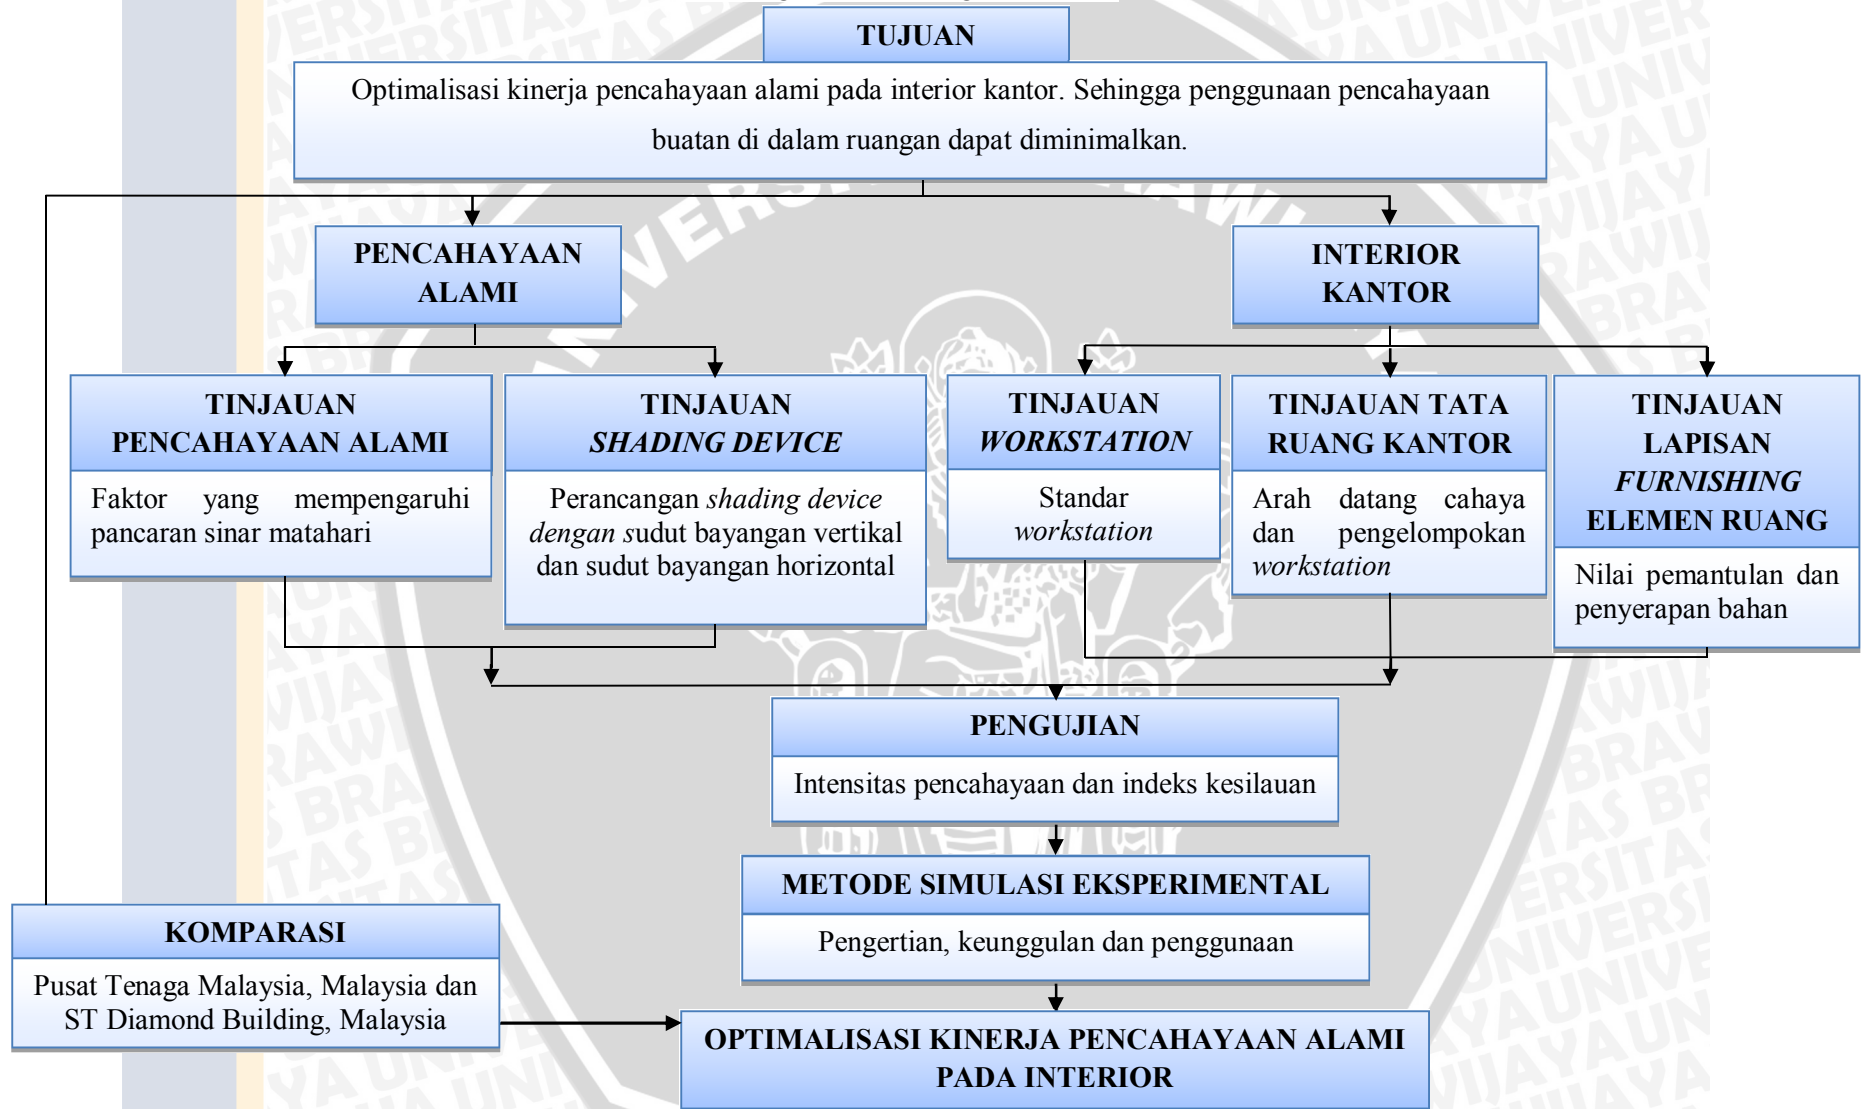 TUJUAN
Optimalisasi kinerja pencahayaan alami pada interior kantor. Sehingga penggunaan pencahayaan
buatan di dalam ruangan dapat diminimalkan.
PENCAHAYAAN
ALAMI
INTERIOR
KANTOR
TINJAUAN
PENCAHAYAAN ALAMI
Faktor yang mempengaruhi
pancaran sinar matahari
TINJAUAN
SHADING DEVICE
Perancangan shading device
dengan sudut bayangan vertikal
dan sudut bayangan horizontal
TINJAUAN
WORKSTATION
Standar
workstation
TINJAUAN TATA
RUANG KANTOR
Arah datang cahaya
dan pengelompokan
workstation
TINJAUAN
LAPISAN
FURNISHING
ELEMEN RUANG
Nilai pemantulan dan
penyerapan bahan
PENGUJIAN
Intensitas pencahayaan dan indeks kesilauan
METODE SIMULASI EKSPERIMENTAL
Pengertian, keunggulan dan penggunaan
KOMPARASI
Pusat Tenaga Malaysia, Malaysia dan
ST Diamond Building, Malaysia
OPTIMALISASI KINERJA PENCAHAYAAN ALAMI
PADA INTERIOR